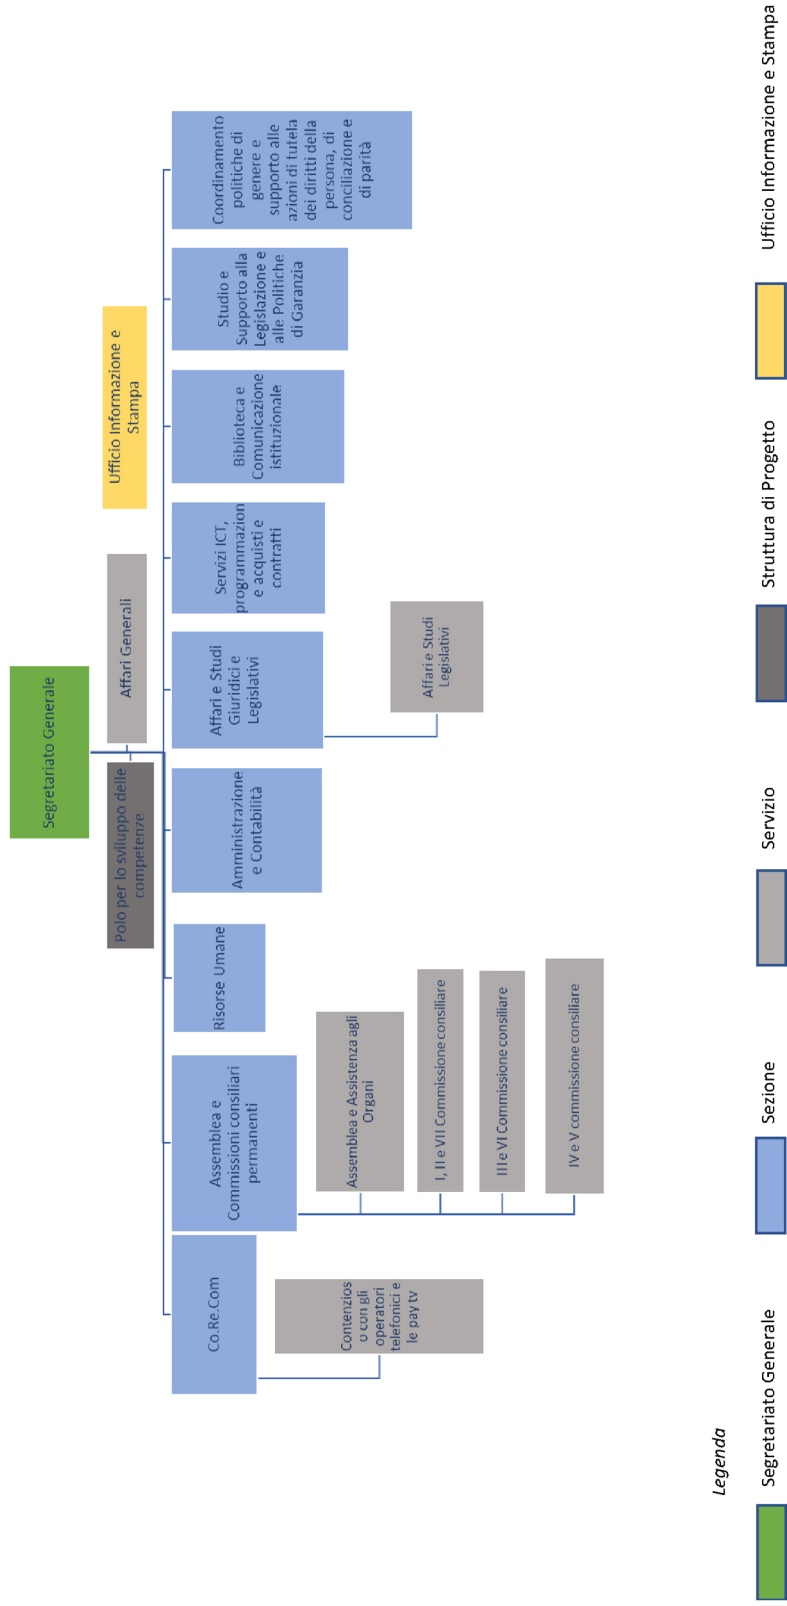 Segretariato Generale
Polo per lo sviluppo delle
competenze
Affari Generali
Ufficio Informazione e
Stampa
Co.Re.Com
Assemblea e
Commissioni consiliari
permanenti
Risorse Umane
Amministrazione
e Contabilità
Affari e Studi
Giuridici e
Legislativi
Servizi ICT,
programmazion
e acquisti e
contratti
Biblioteca e
Comunicazione
istituzionale
Studio e
Supporto alla
Legislazione e
alle Politiche
di Garanzia
Coordinamento
politiche di
genere e
supporto alle
azioni di tutela
dei diritti della
persona, di
conciliazione e
di parità
Contenzios
o con gli
operatori
telefonici e
le pay tv
Assemblea e Assistenza agli
Organi
I, II e VII Commissione consiliare
III e VI Commissione consiliare
IV e V commissione consiliare
Affari e Studi
Legislativi
Legenda
Segretariato Generale
Sezione
Servizio
Struttura di Progetto
Ufficio Informazione e Stampa